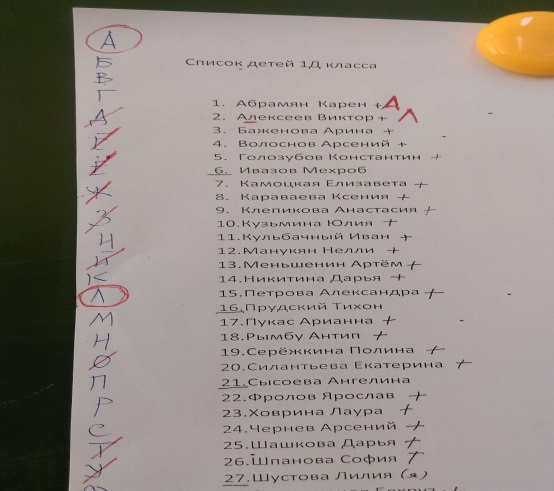 А
Б
В
Г
Д
Е
Ё
Ж
З
И
Й
К
Л
М
Н
О
П
Р
С
Т
У
Список детей 1Д класса
1. Абрамян Карен + А
2. Алексеев Виктор + Л
3. Баженова Арина +
4. Волоснов Арсений +
5. Голозубов Константин +
6. Ивазов Мехроб
7. Камоцкая Елизавета +
8. Караваева Ксения +
9. Клепикова Анастасия +
10.Кузьмина Юлия +
11.Кульбачный Иван +
12.Манукян Нелли +
13.Меньшенин Артём +
14.Никитина Дарья +
15.Петрова Александра +
16.Прудский Тихон
17.Пукас Арианна +
18.Рымбу Антип +
19.Серёжкина Полина +
20.Силантьева Екатерина +
21.Сысоева Ангелина
22.Фролов Ярослав +
23.Ховрина Лаура +
24.Чернев Арсений +
25.Шашкова Дарья +
26.Шпанова София +
27.Шустова Лилия (я)